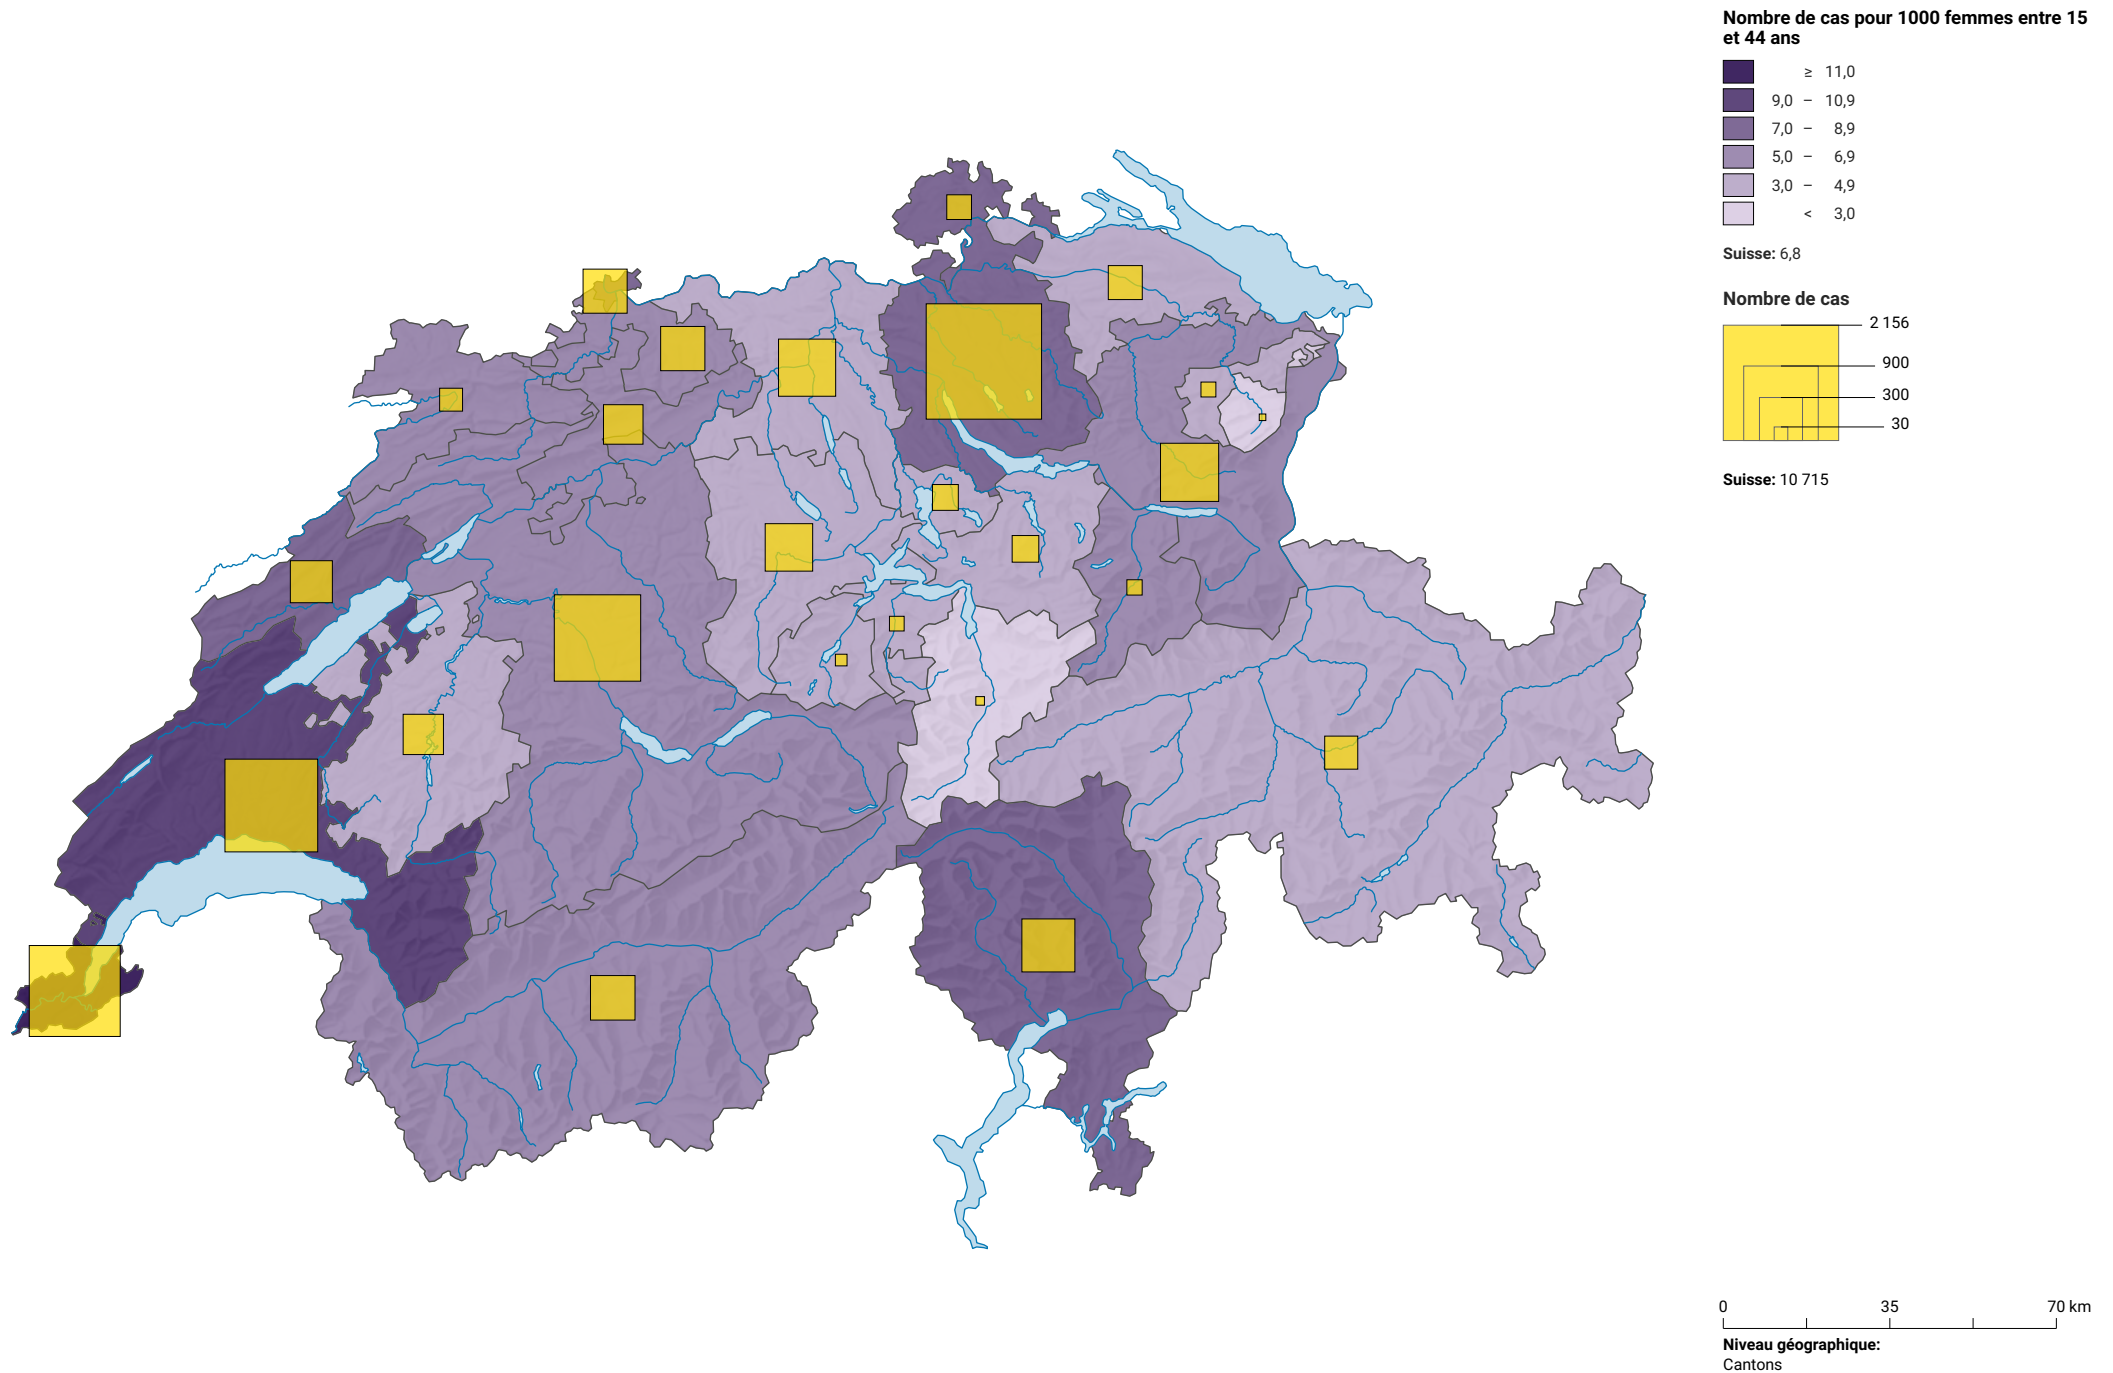 Nombre de cas pour 1000 femmes entre 15
et 44 ans
≥ 11,0
9,0 – 10,9
7,0 – 8,9
5,0 – 6,9
3,0 – 4,9
< 3,0
Suisse: 6,8
Nombre de cas
2 156
900
300
30
Suisse: 10 715
0 35 70 km
Niveau géographique:
Cantons